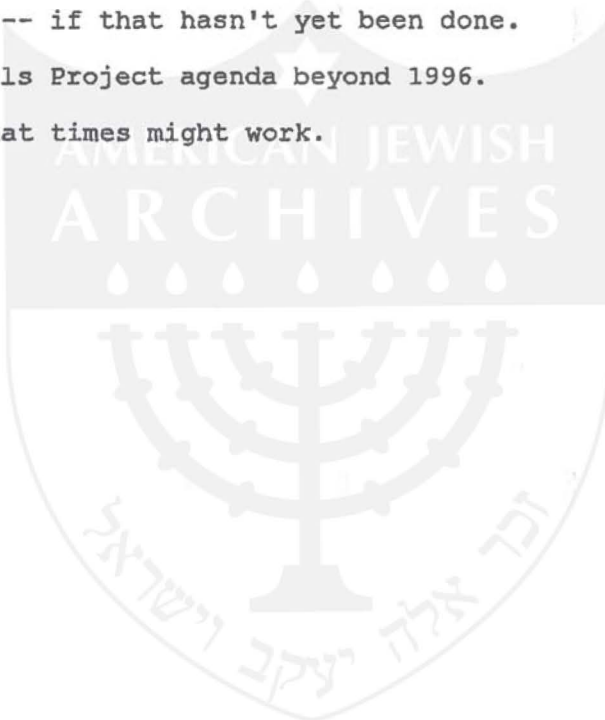 -- if that hasn't yet been done.
ls Project agenda beyond 1996.
at times might work.
AMERICAN JEWISH
ARCHIVES
זכר אלה יעקב וישראל